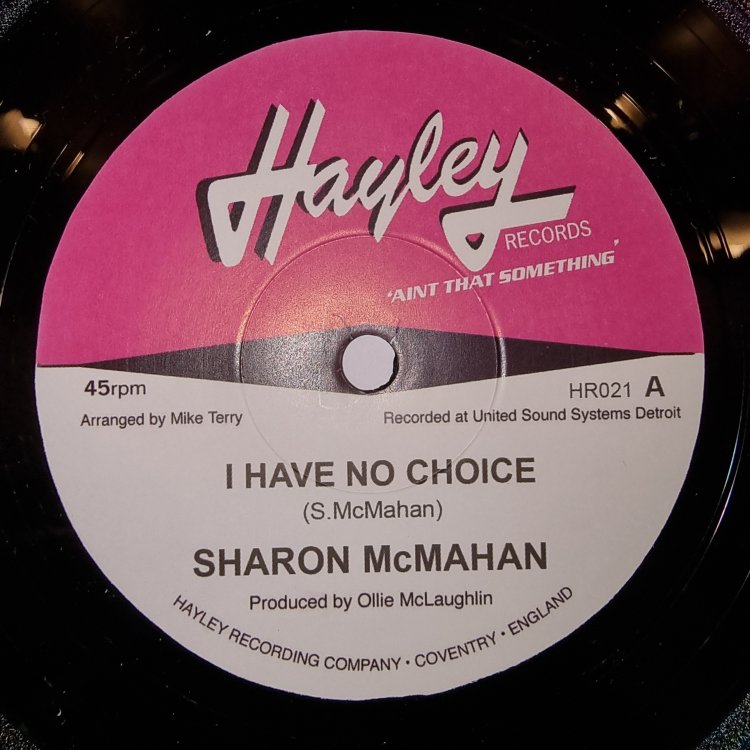 Hayley
RECORDS
'AINT THAT SOMETHING'
45rpm
HR021 A
Arranged by Mike Terry
Recorded at United Sound Systems Detroit
I HAVE NO CHOICE
(S.McMahan)
SHARON McMAHAN
Produced by Ollie McLaughlin
HAYLEY RECORDING COMPANY • COVENTRY • ENGLAND